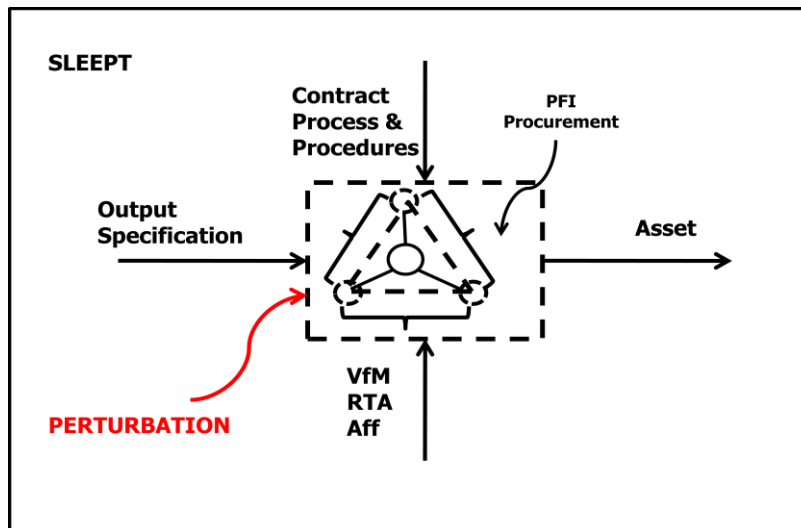 SLEEPT
Contract
Process &
Procedures
PFI
Procurement
Output
Specification
Asset
PERTURBATION
VfM
RTA
Aff